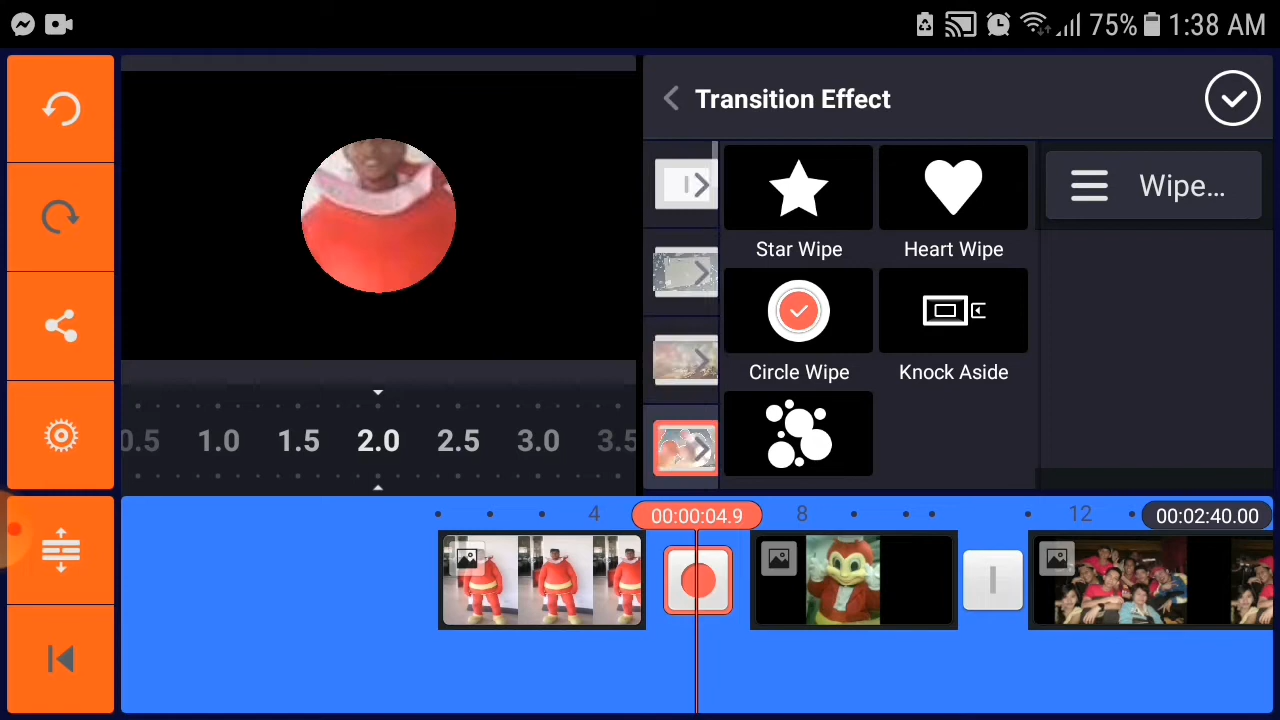 75% 1:38 AM
Transition Effect
Star Wipe
Heart Wipe
Wipe...
Circle Wipe
Knock Aside
0.5 1.0 1.5 2.0 2.5 3.0 3.5
4 00:00:04.9 8 12 00:02:40.00